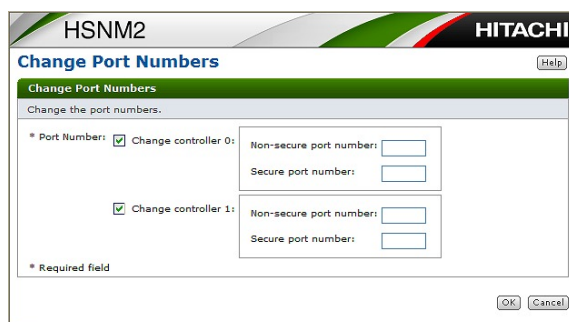 HSNM2 HITACHI
Change Port Numbers Help
Change Port Numbers
Change the port numbers.
* Port Number: Change controller 0: Non-secure port number:
Secure port number:
Change controller 1: Non-secure port number:
Secure port number:
* Required field
OK Cancel